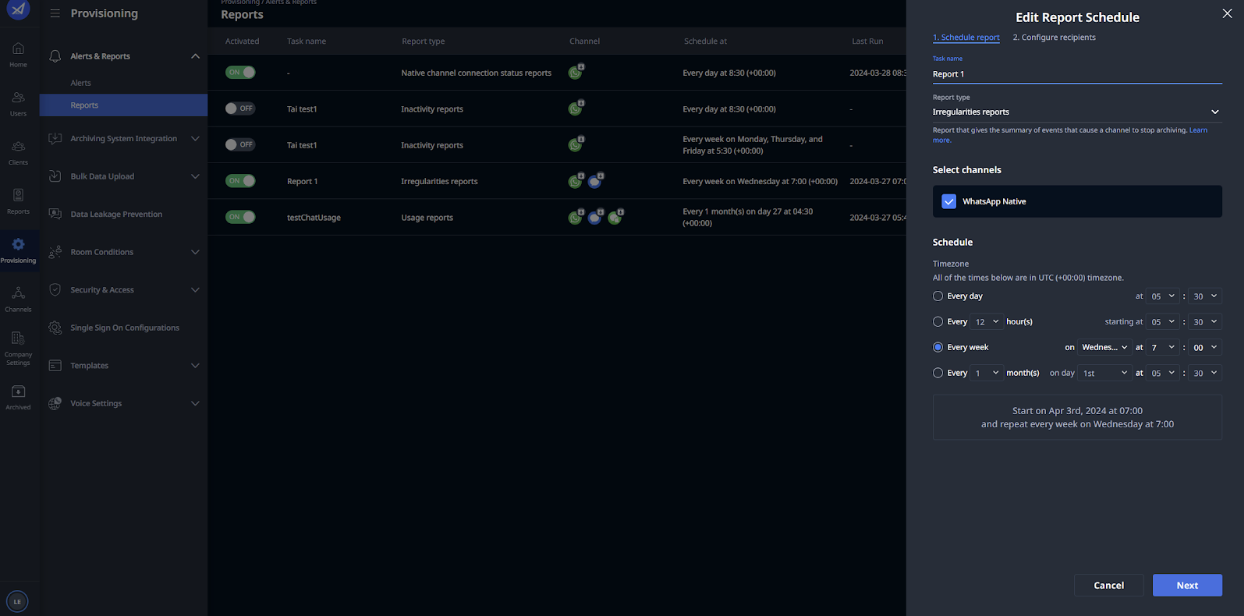 Home
Users
Clients
Reports
Provisioning
Channels
Company
Settings
Archived
LE
Provisioning
Alerts & Reports
Alerts
Reports
Archiving System Integration
Bulk Data Upload
Data Leakage Prevention
Room Conditions
Security & Access
Single Sign On Configurations
Templates
Voice Settings
Provisioning / Alerts & Reports
Reports
Activated Task name Report type Channel Schedule at Last Run
ON - Native channel connection status reports Every day at 8:30 (+00:00) 2024-03-28 08:3
OFF Tai test1 Inactivity reports Every day at 8:30 (+00:00) -
OFF Tai test1 Inactivity reports Every week on Monday, Thursday, and
Friday at 5:30 (+00:00) -
ON Report 1 Irregularities reports Every week on Wednesday at 7:00 (+00:00) 2024-03-27 07:0
ON testChatUsage Usage reports Every 1 month(s) on day 27 at 04:30
(+00:00) 2024-03-27 05:4
Edit Report Schedule
1. Schedule report 2. Configure recipients
Task name
Report 1
Report type
Irregularities reports
Report that gives the summary of events that cause a channel to stop archiving. Learn
more.
Select channels
WhatsApp Native
Schedule
Timezone
All of the times below are in UTC (+00:00) timezone.
Every day at 05 : 30
Every 12 hour(s) starting at 05 : 30
Every week on Wednes... at 7 : 00
Every 1 month(s) on day 1st at 05 : 30
Start on Apr 3rd, 2024 at 07:00
and repeat every week on Wednesday at 7:00
Cancel Next